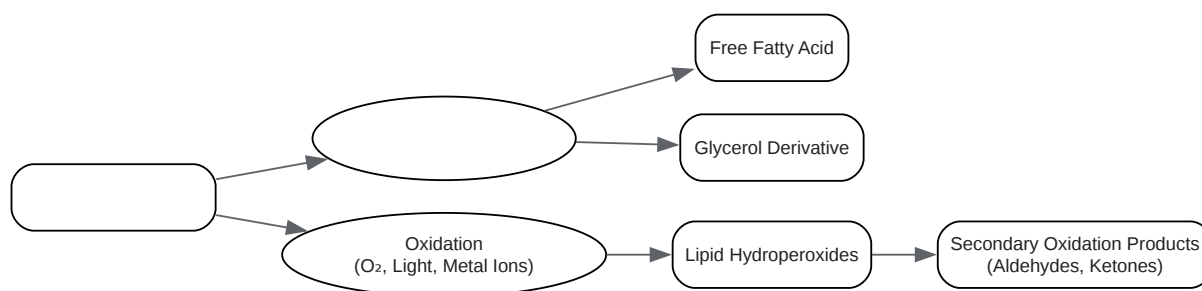 Free Fatty Acid
Glycerol Derivative
Oxidation
(O₂, Light, Metal Ions)
Lipid Hydroperoxides
Secondary Oxidation Products
(Aldehydes, Ketones)